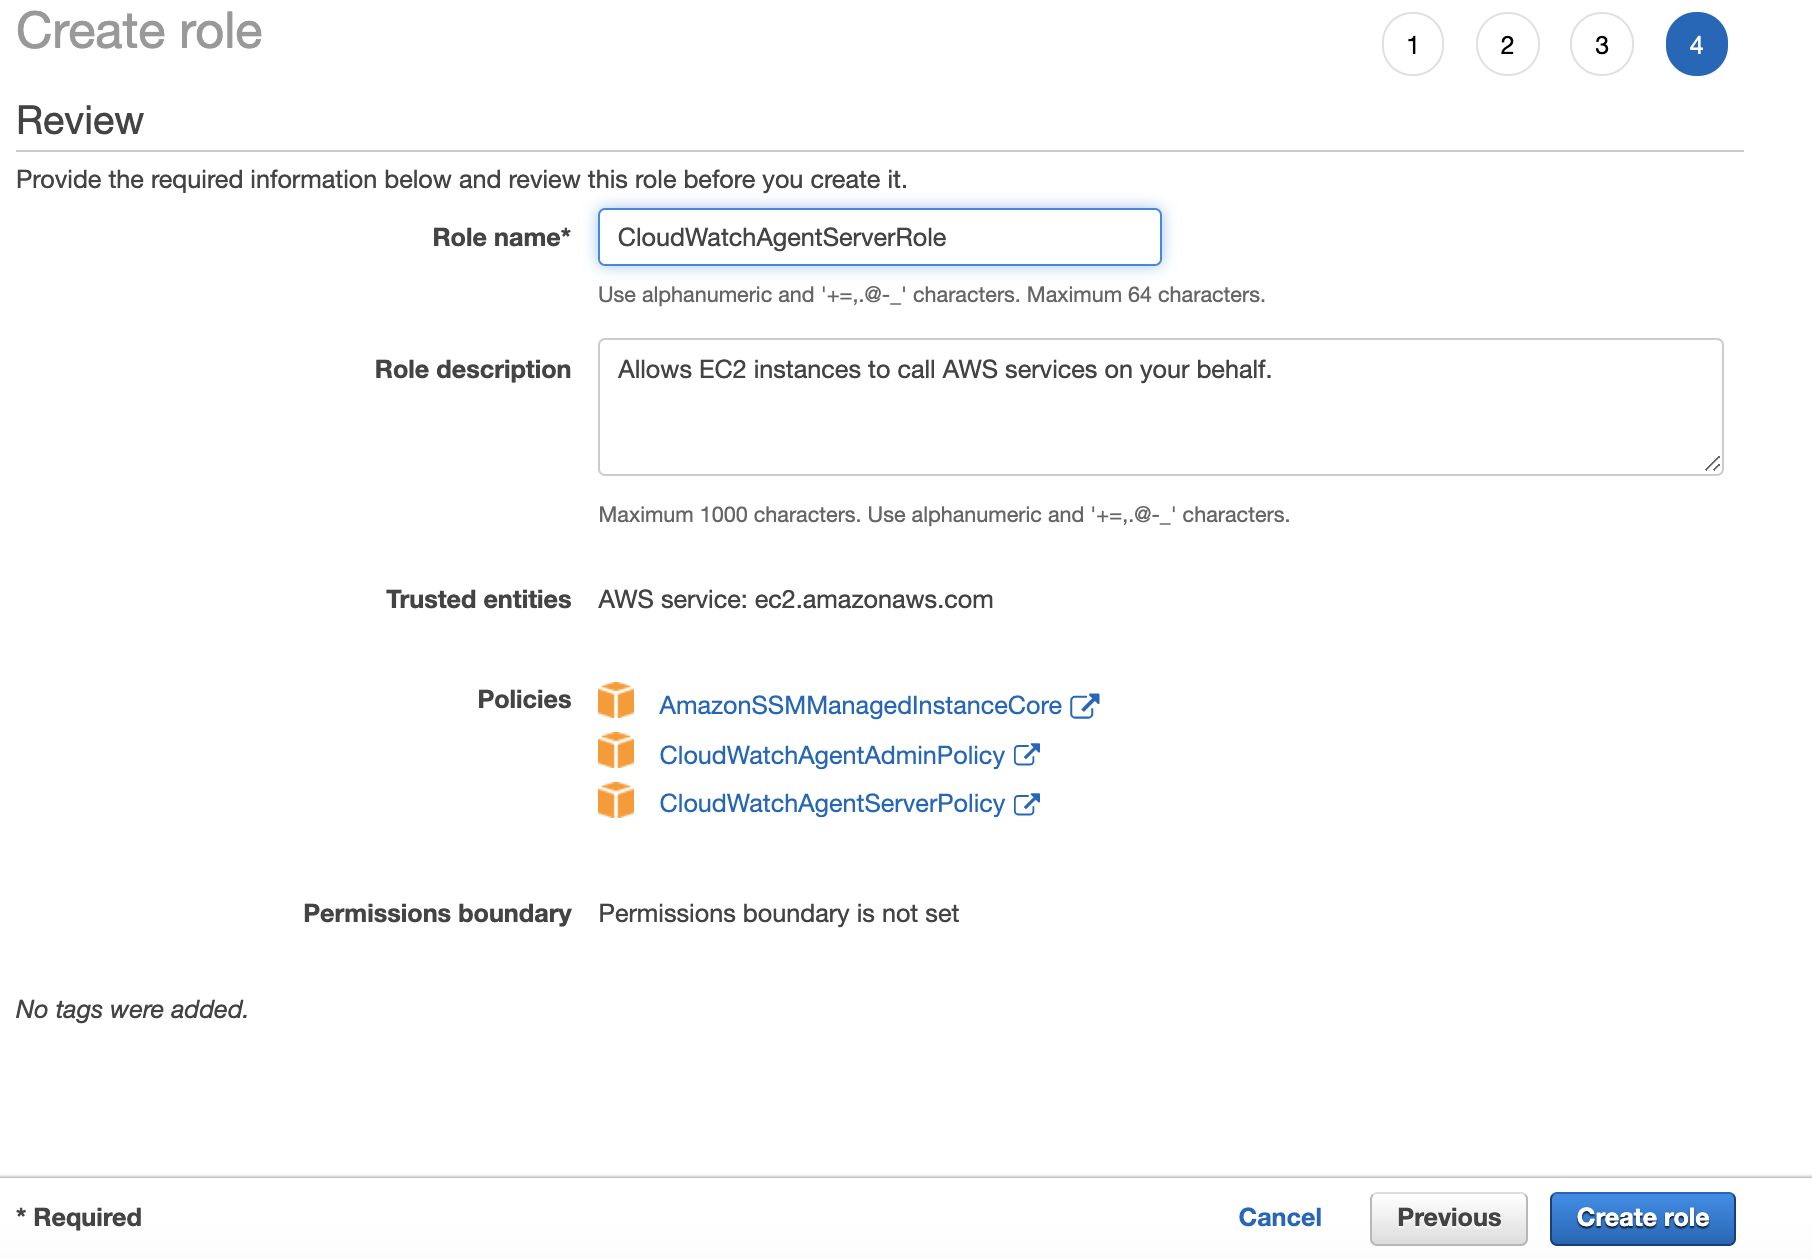 Create role
1 2 3 4
Review
Provide the required information below and review this role before you create it.
Role name* CloudWatchAgentServerRole
Use alphanumeric and '+=,.@-_' characters. Maximum 64 characters.
Role description Allows EC2 instances to call AWS services on your behalf.
Maximum 1000 characters. Use alphanumeric and '+=,.@-_' characters.
Trusted entities AWS service: ec2.amazonaws.com
Policies AmazonSSMManagedInstanceCore
CloudWatchAgentAdminPolicy
CloudWatchAgentServerPolicy
Permissions boundary Permissions boundary is not set
No tags were added.
* Required Cancel Previous Create role